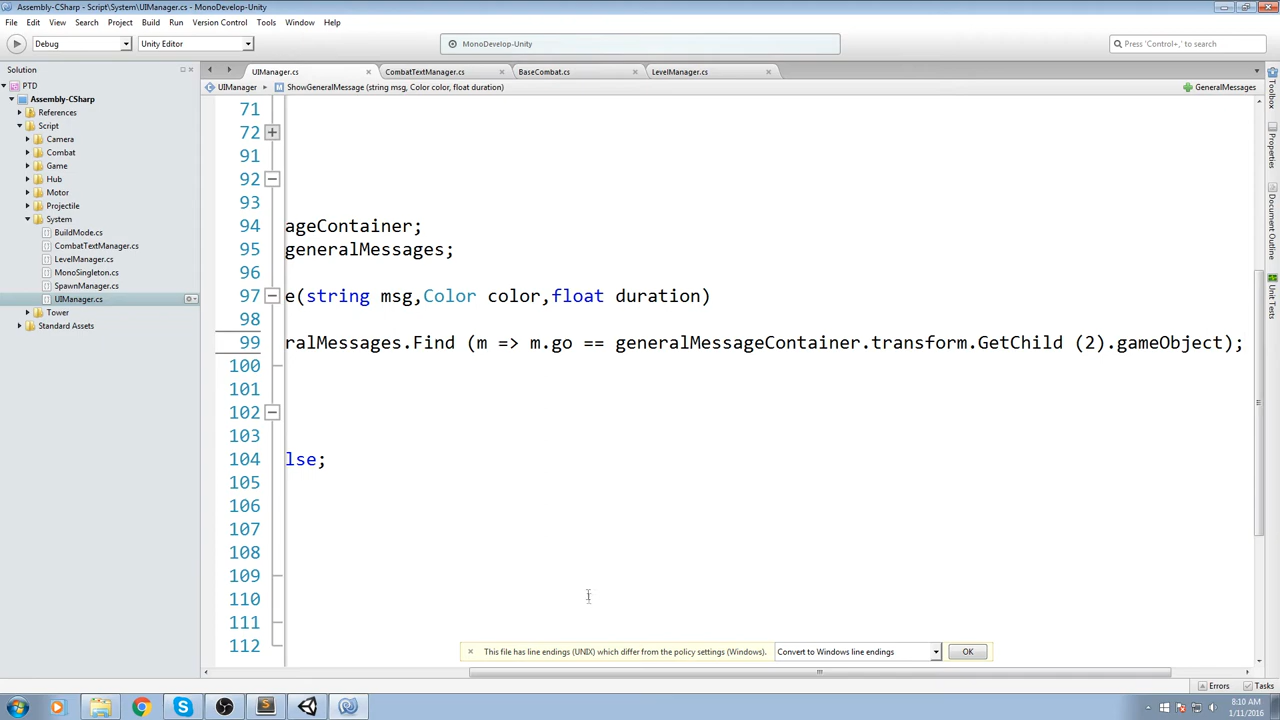 Assembly-CSharp - Script\System\UIManager.cs - MonoDevelop-Unity
File Edit View Search Project Build Run Version Control Tools Window Help
Debug Unity Editor MonoDevelop-Unity Press 'Control+,' to search
Solution
UIManager.cs CombatTextManager.cs BaseCombat.cs LevelManager.cs
UIManager ShowGeneralMessage (string msg, Color color, float duration) GeneralMessages
PTD
Assembly-CSharp
References
Script
Camera
Combat
Game
Hub
Motor
Projectile
System
BuildMode.cs
CombatTextManager.cs
LevelManager.cs
MonoSingleton.cs
SpawnManager.cs
UIManager.cs
Tower
Standard Assets
71
72
91
92
93
94 ageContainer;
95 generalMessages;
96
97 e(string msg,Color color,float duration)
98
99 ralMessages.Find (m => m.go == generalMessageContainer.transform.GetChild (2).gameObject);
100
101
102
103
104 lse;
105
106
107
108
109
110
111
112
Toolbox
Properties
Document Outline
Unit Tests
This file has line endings (UNIX) which differ from the policy settings (Windows). Convert to Windows line endings OK
Errors Tasks
8:10 AM
1/11/2016